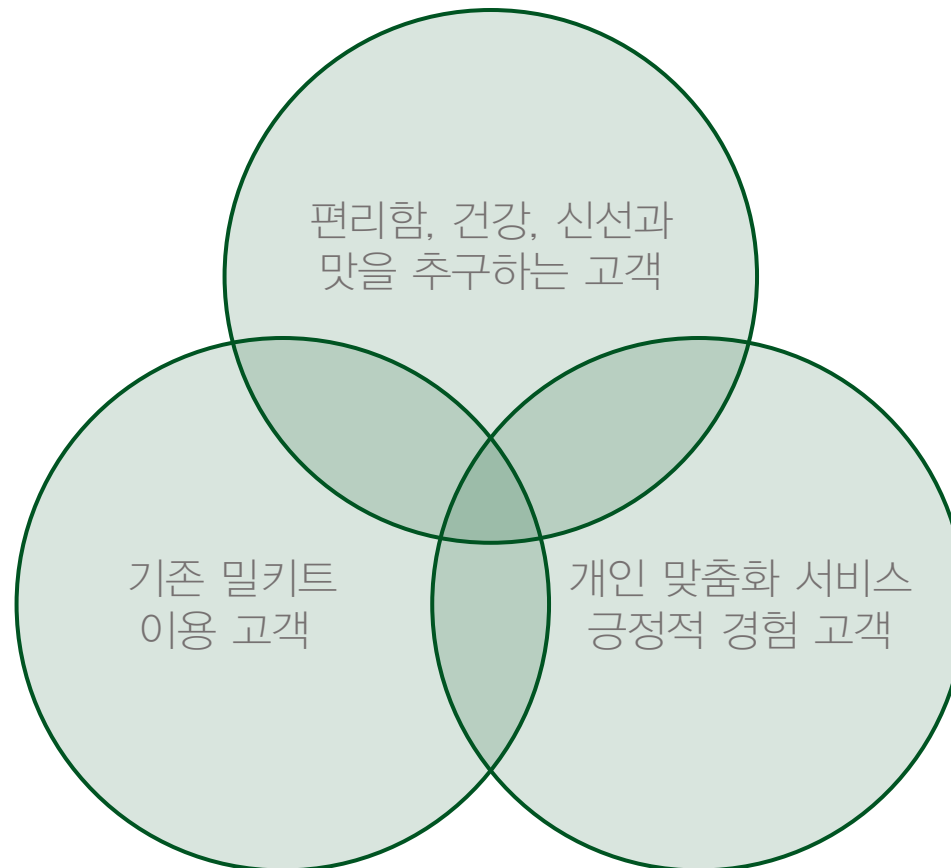 편리함, 건강, 신선과
맛을 추구하는 고객
기존 밀키트
이용 고객
개인 맞춤화 서비스
긍정적 경험 고객